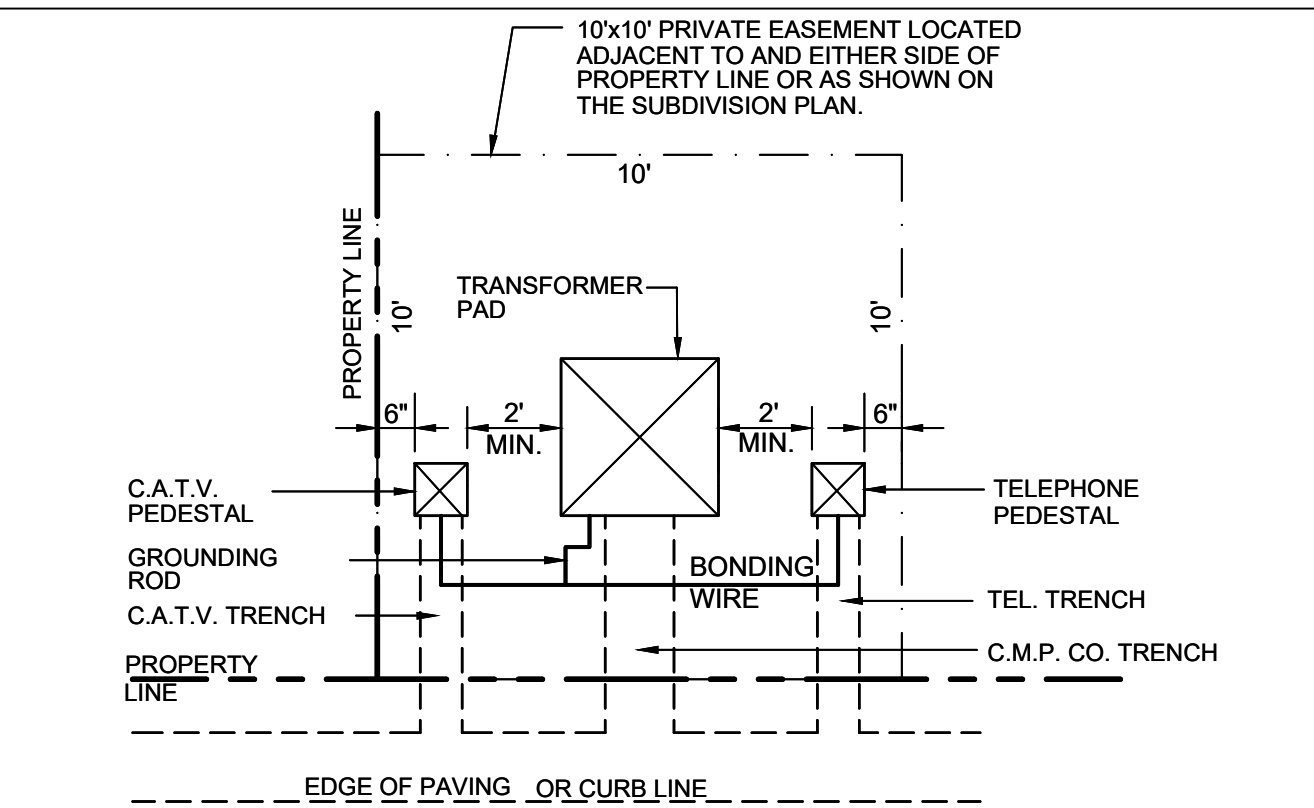 10'x10' PRIVATE EASEMENT LOCATED
ADJACENT TO AND EITHER SIDE OF
PROPERTY LINE OR AS SHOWN ON
THE SUBDIVISION PLAN.
10'
PROPERTY LINE
10'
10'
TRANSFORMER
PAD
6"
2'
MIN.
2'
MIN.
6"
C.A.T.V.
PEDESTAL
TELEPHONE
PEDESTAL
GROUNDING
ROD
BONDING
WIRE
C.A.T.V. TRENCH
TEL. TRENCH
C.M.P. CO. TRENCH
PROPERTY
LINE
EDGE OF PAVING OR CURB LINE